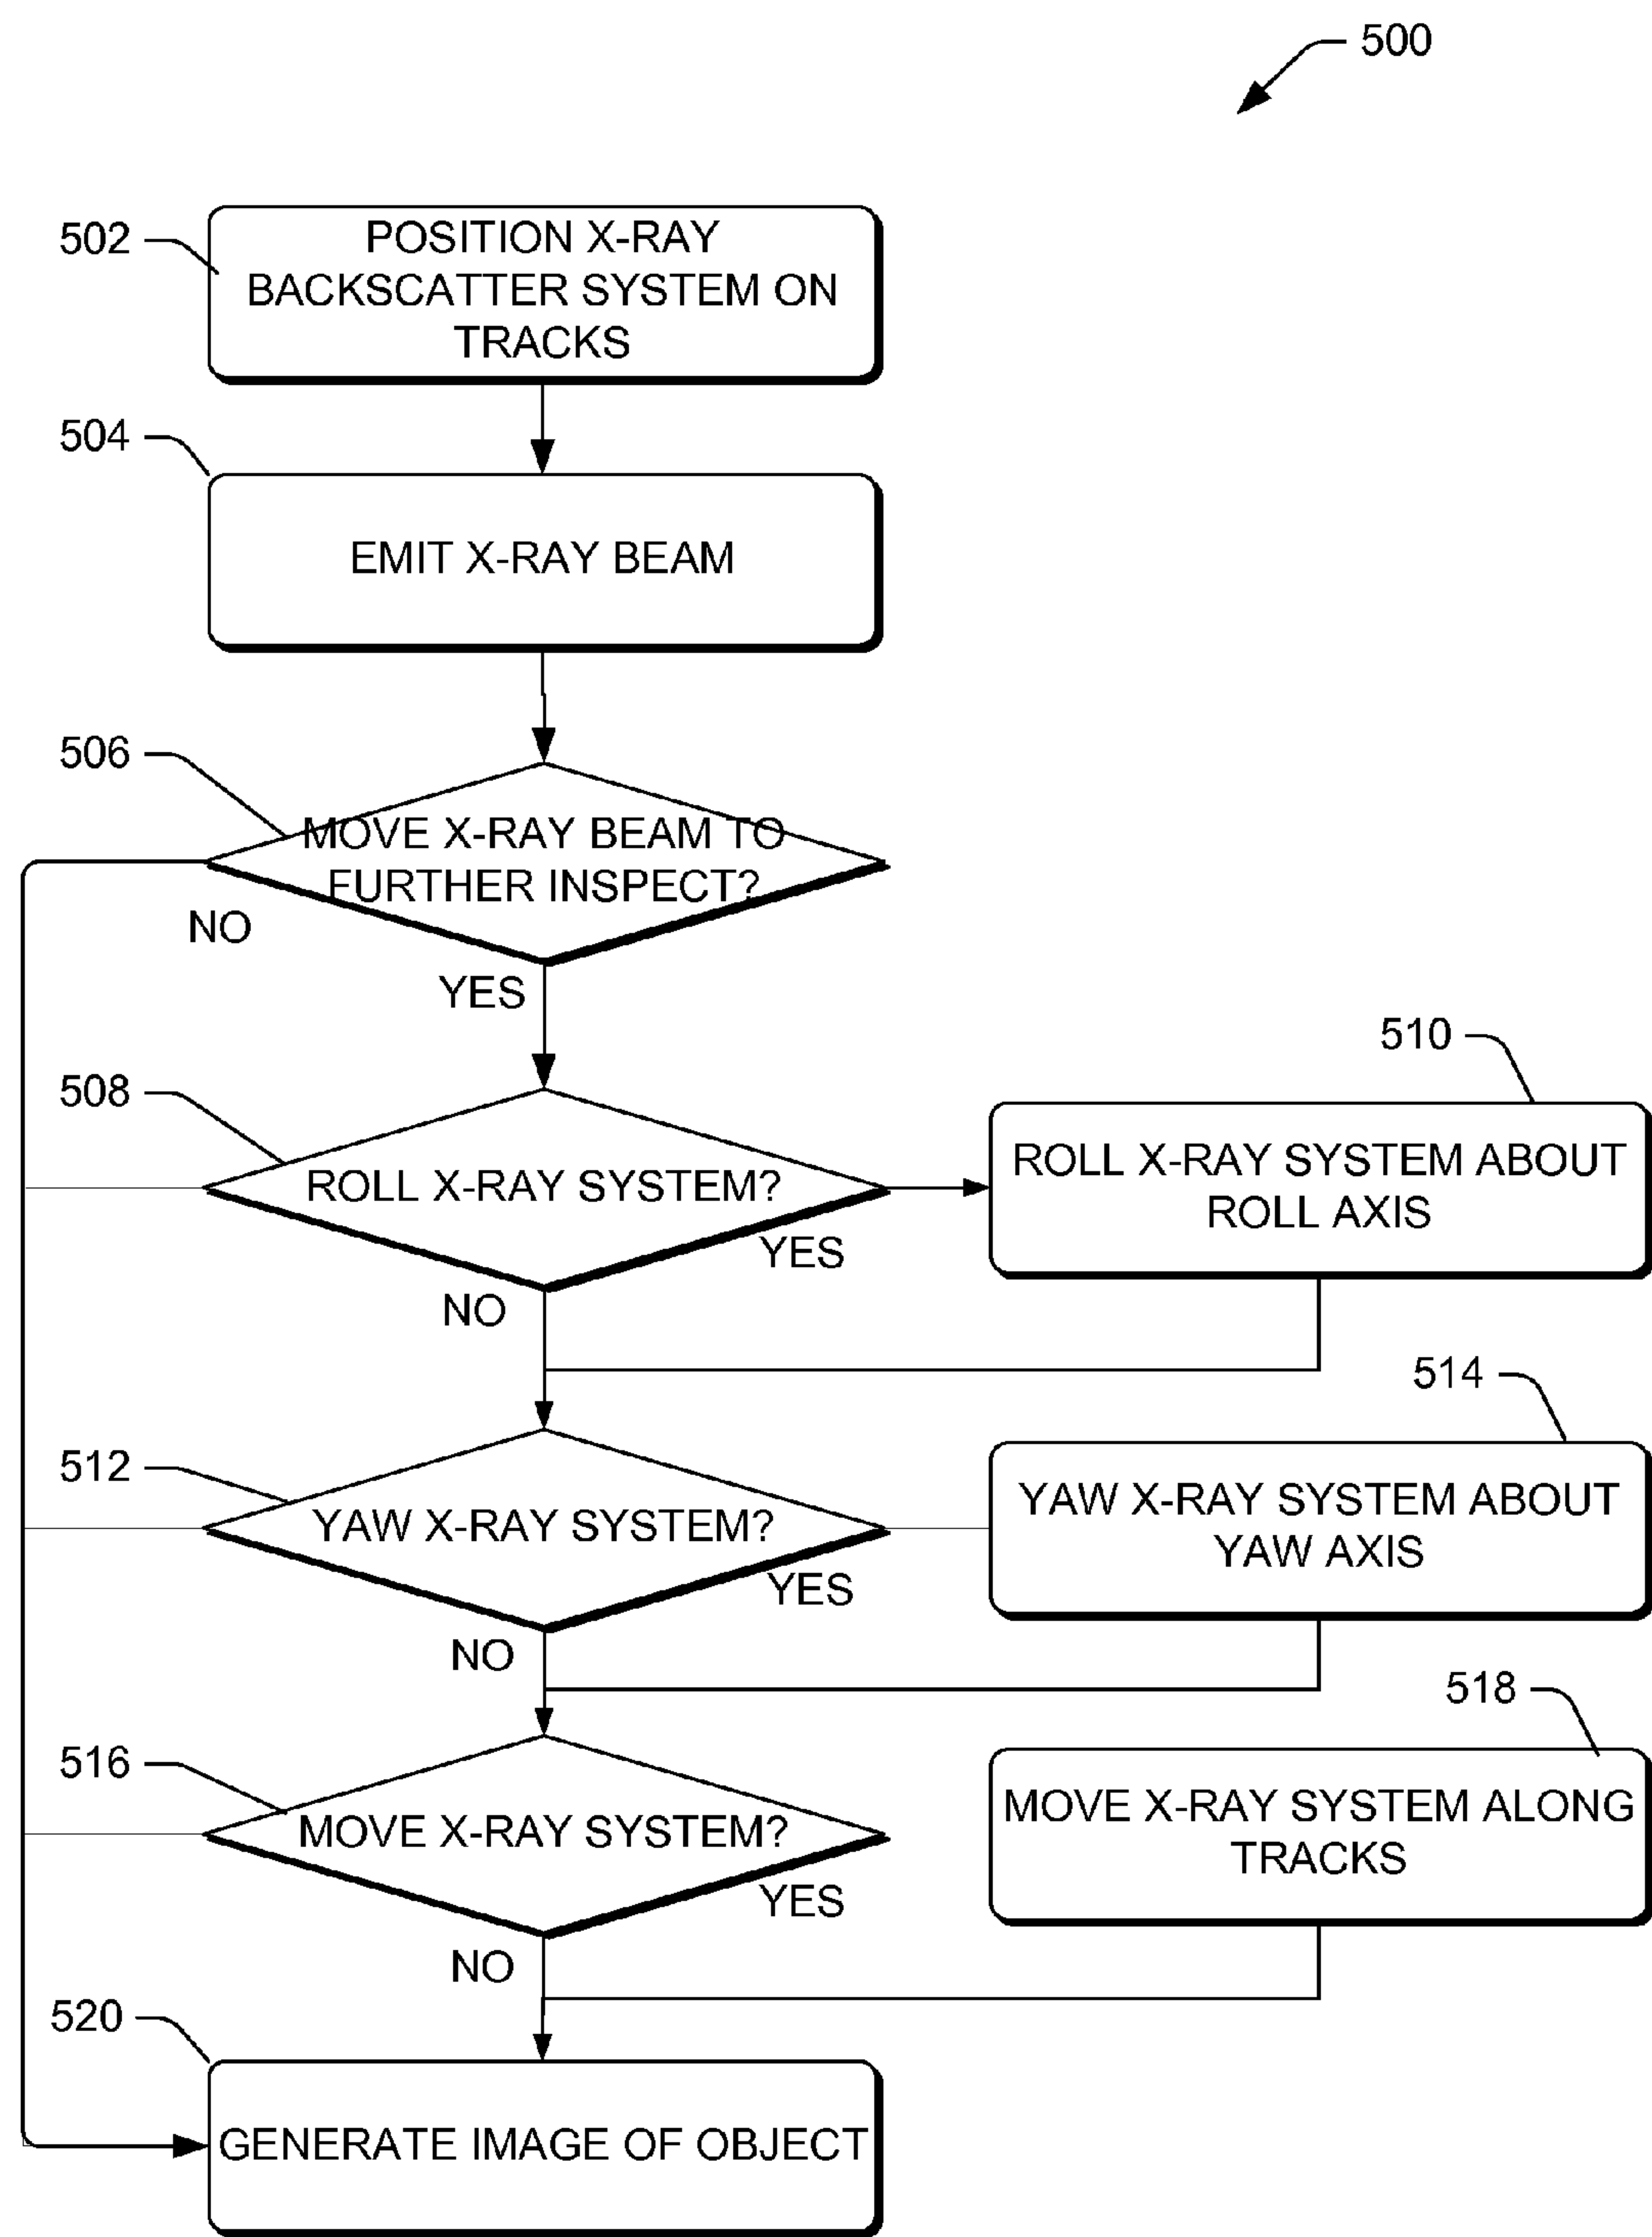 500
502
POSITION X-RAY
BACKSCATTER SYSTEM ON
TRACKS
504
EMIT X-RAY BEAM
506
MOVE X-RAY BEAM TO
FURTHER INSPECT?
NO
YES
508
ROLL X-RAY SYSTEM?
YES
NO
510
ROLL X-RAY SYSTEM ABOUT
ROLL AXIS
512
YAW X-RAY SYSTEM?
YES
NO
514
YAW X-RAY SYSTEM ABOUT
YAW AXIS
516
MOVE X-RAY SYSTEM?
YES
NO
518
MOVE X-RAY SYSTEM ALONG
TRACKS
520
GENERATE IMAGE OF OBJECT